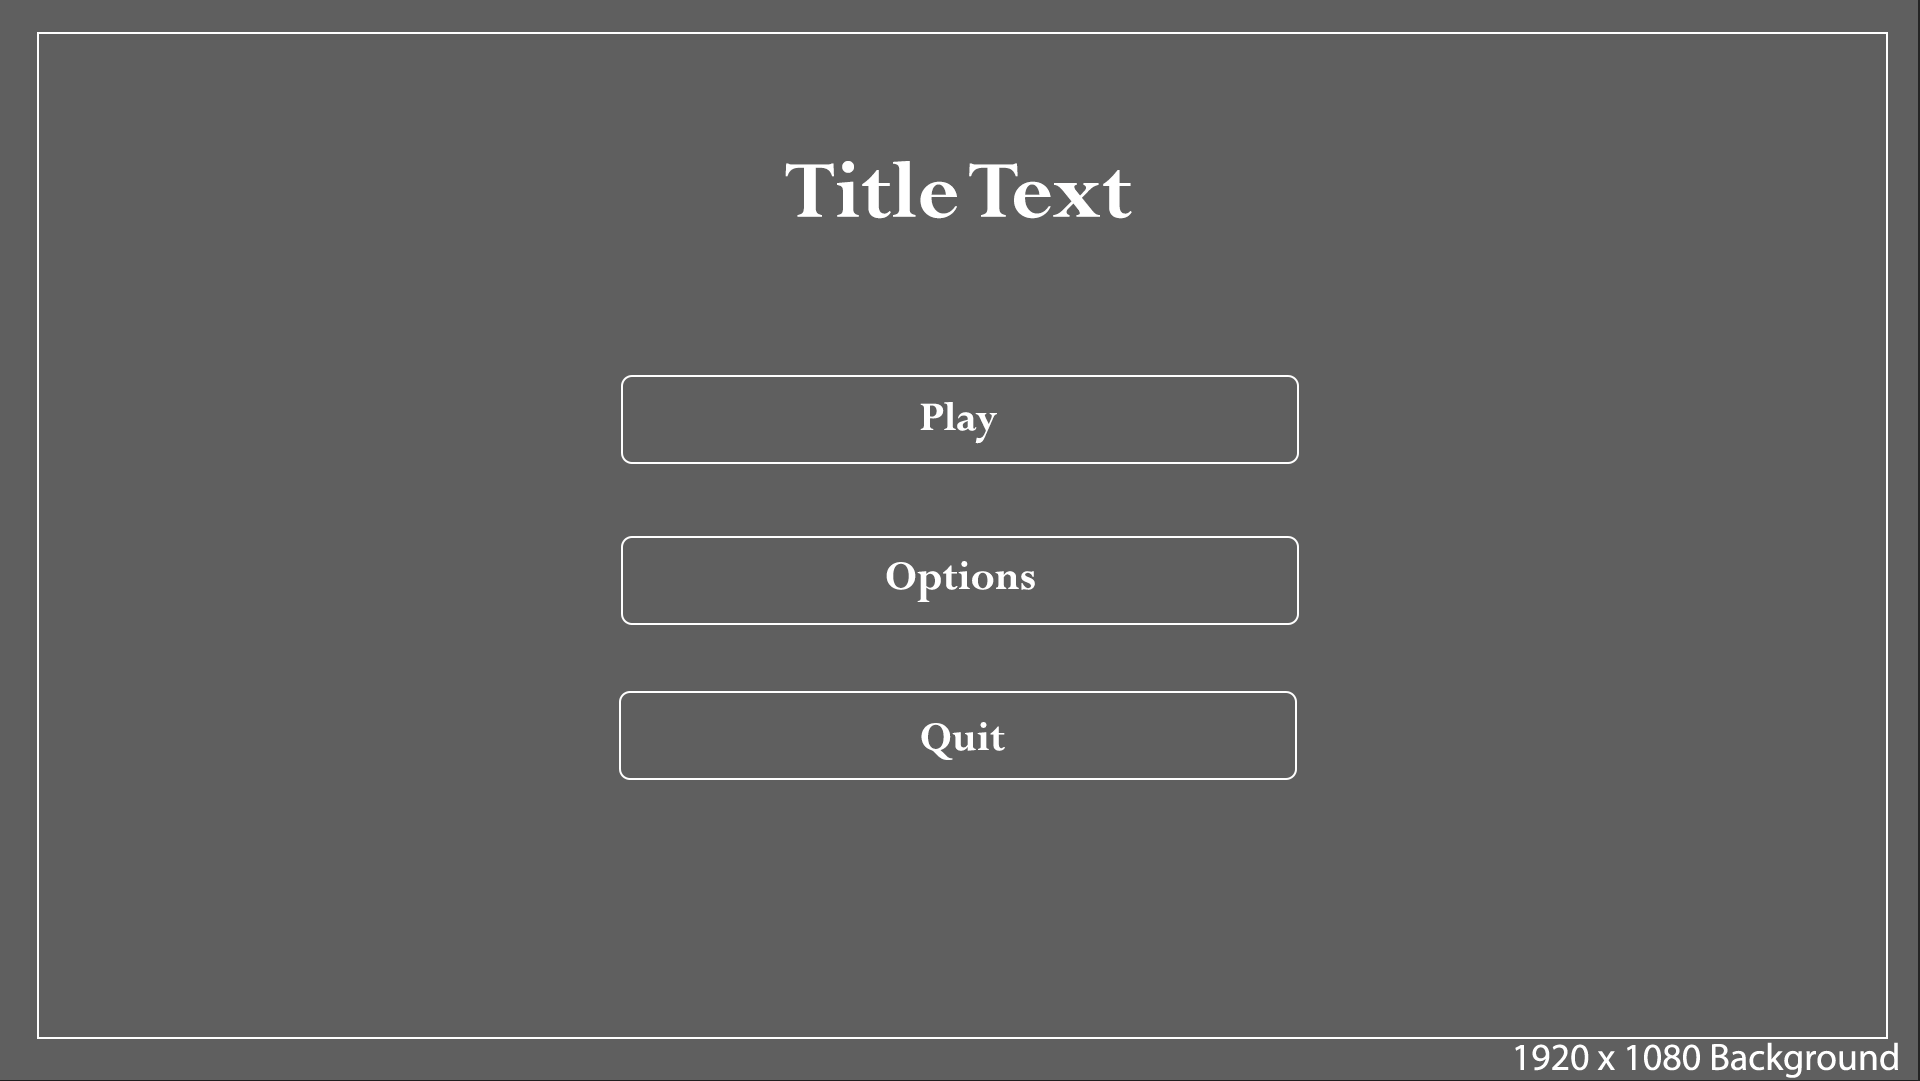 Title Text
Play
Options
Quit
1920 x 1080 Background